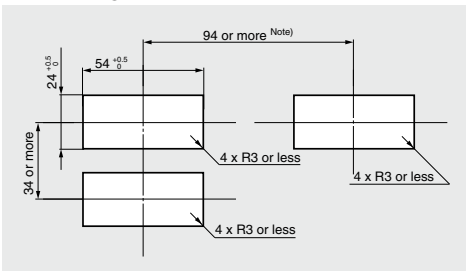 94 or more Note)
54 +0.5 0
24 +0.5 0
34 or more
4 x R3 or less
4 x R3 or less
4 x R3 or less